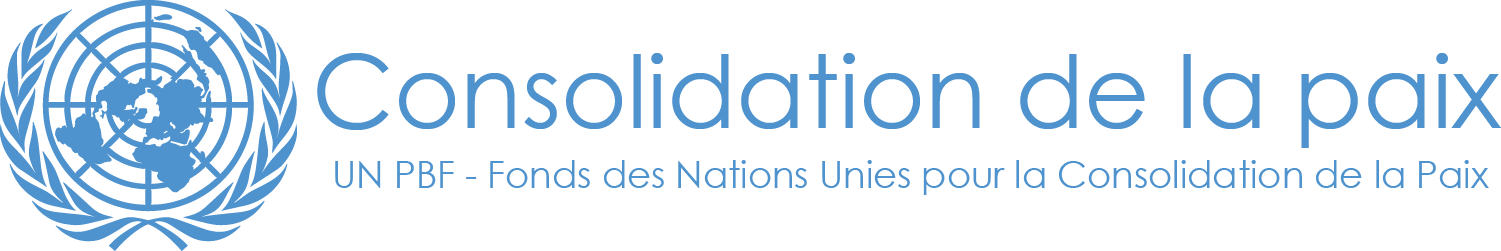 Consolidation de la paix
UN PBF - Fonds des Nations Unies pour la Consolidation de la Paix